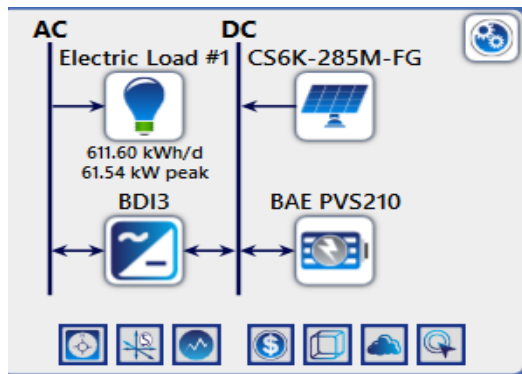 AC DC
Electric Load #1 CS6K-285M-FG
611.60 kWh/d
61.54 kW peak
BDI3 BAE PVS210